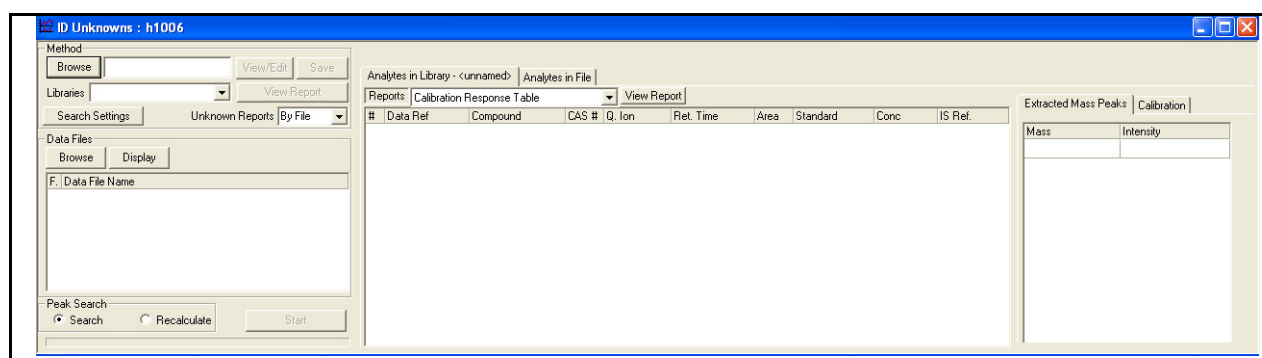 ID Unknowns : h1006
Method
Browse View/Edit Save
Libraries View Report
Search Settings Unknown Reports By File
Data Files
Browse Display
F. Data File Name
Peak Search
Search Recalculate Start
Analytes in Library - <unnamed> Analytes in File
Reports Calibration Response Table View Report
# Data Ref Compound CAS # Q. Ion Ret. Time Area Standard Conc IS Ref.
Extracted Mass Peaks Calibration
Mass Intensity